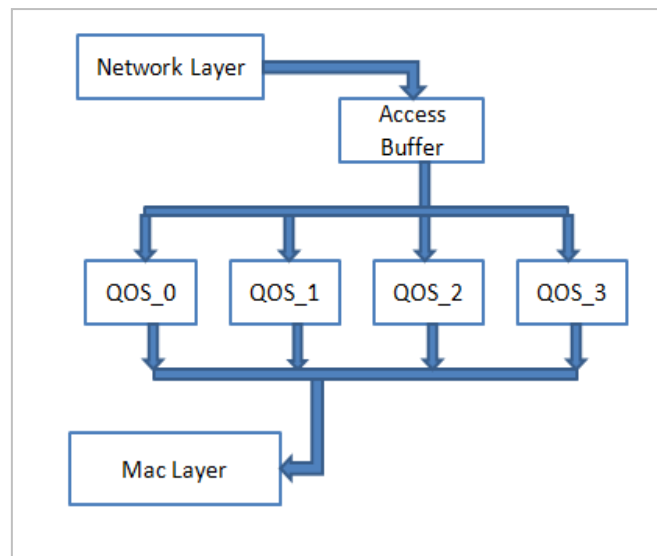 Network Layer
Access
Buffer
QOS_0
QOS_1
QOS_2
QOS_3
Mac Layer